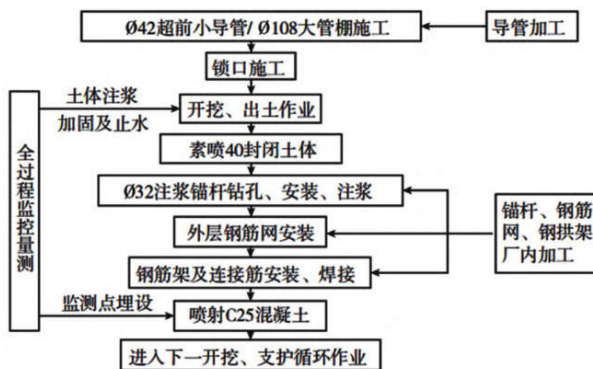 Ø42超前小导管/ Ø108大管棚施工
导管加工
锁口施工
土体注浆
加固及止水
开挖、出土作业
素喷40封闭土体
全过程监控量测
Ø32注浆锚杆钻孔、安装、注浆
外层钢筋网安装
锚杆、钢筋
网、钢拱架
厂内加工
钢筋架及连接筋安装、焊接
监测点埋设
喷射C25混凝土
进入下一开挖、支护循环作业